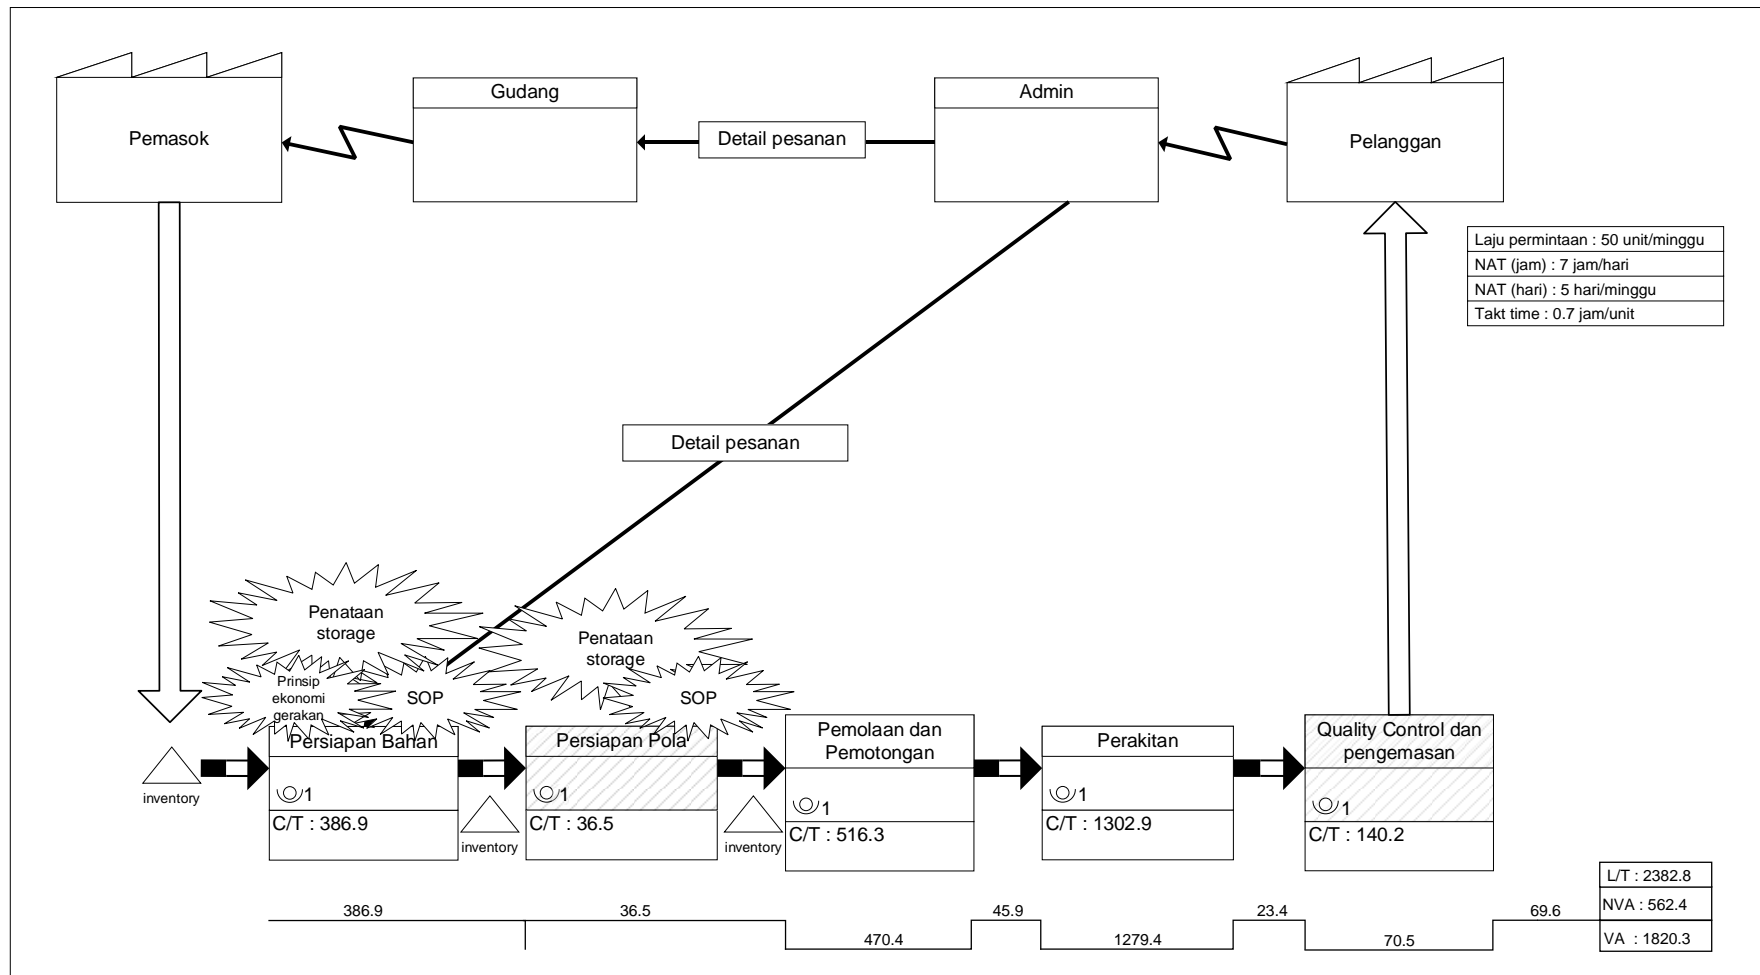 Pemasok
Gudang
Detail pesanan
Admin
Pelanggan
Laju permintaan : 50 unit/minggu
NAT (jam) : 7 jam/hari
NAT (hari) : 5 hari/minggu
Takt time : 0.7 jam/unit
Detail pesanan
Penataan
storage
Prinsip
ekonomi
gerakan
SOP
Penataan
storage
SOP
inventory
Persiapan Bahan
1
C/T : 386.9
inventory
Persiapan Pola
1
C/T : 36.5
inventory
Pemolaan dan
Pemotongan
1
C/T : 516.3
Perakitan
1
C/T : 1302.9
Quality Control dan
pengemasan
1
C/T : 140.2
386.9
36.5
470.4
45.9
1279.4
23.4
70.5
69.6
L/T : 2382.8
NVA : 562.4
VA : 1820.3